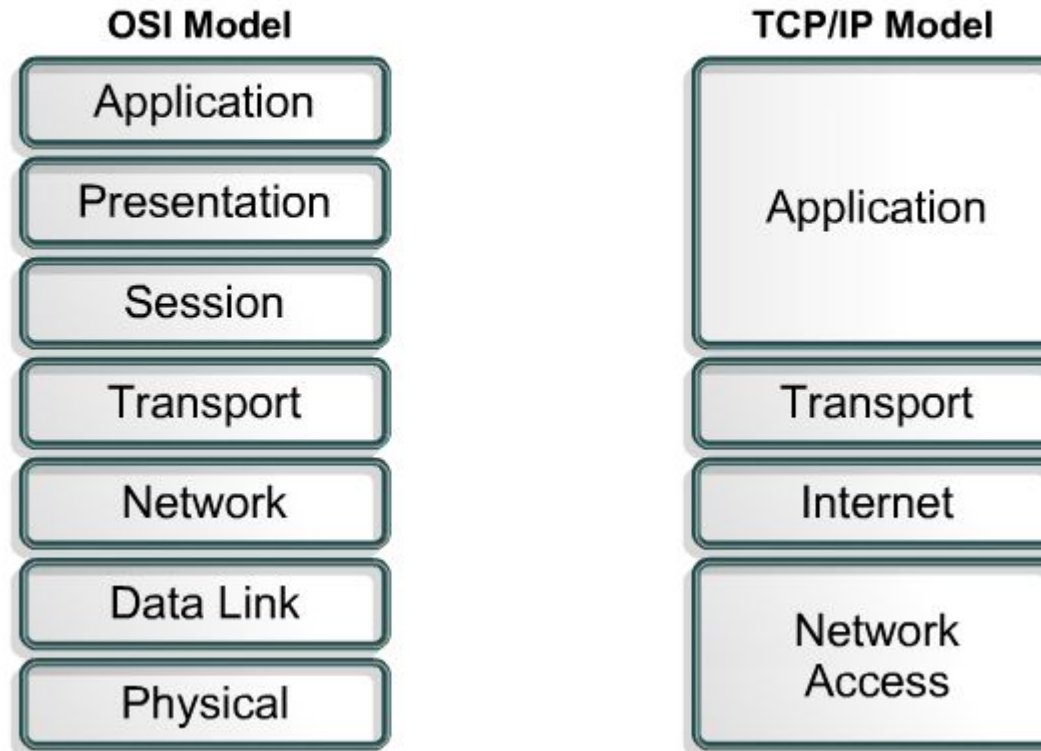 OSI Model
Application
Presentation
Session
Transport
Network
Data Link
Physical
TCP/IP Model
Application
Transport
Internet
Network
Access